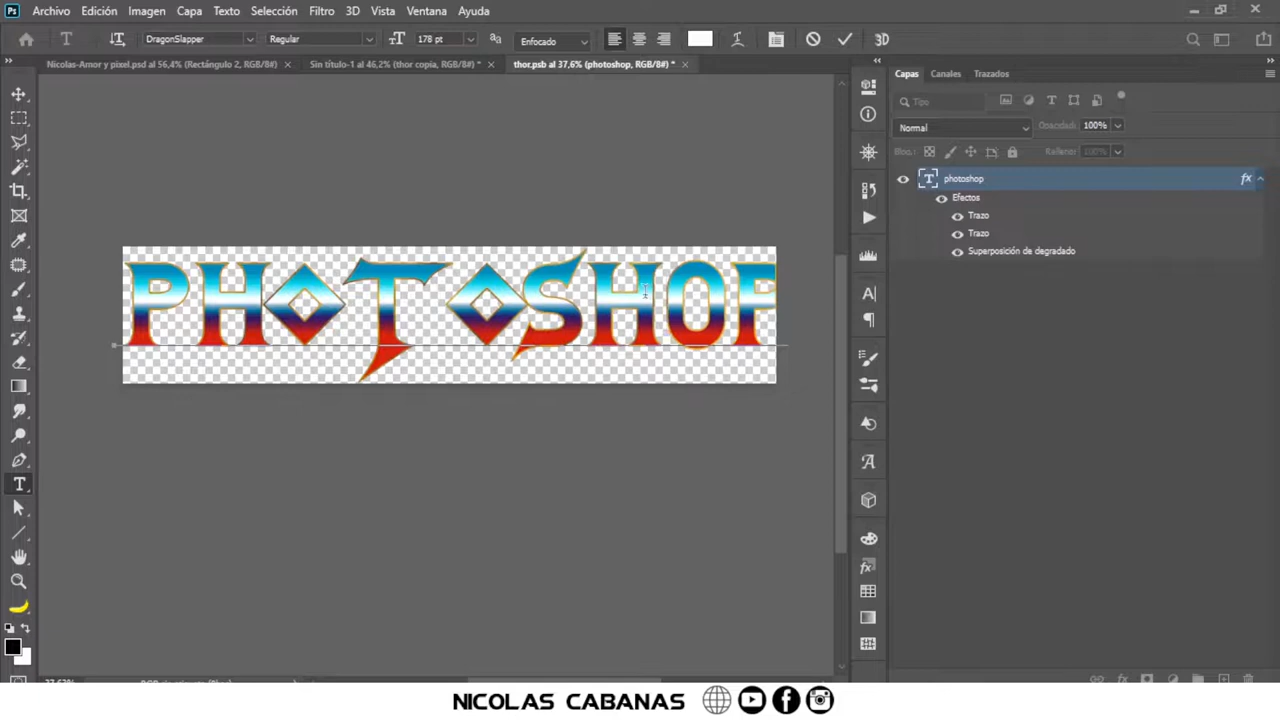 Ps Archivo Edición Imagen Capa Texto Selección Filtro 3D Vista Ventana Ayuda
T DragonSlapper Regular 178 pt aa Enfocado 3D
Nicolas-Amor y pixel.psd al 56,4% (Rectángulo 2, RGB/8#) × Sin título-1 al 46,2% (thor copia, RGB/8#) * × thor.psb al 37,6% (photoshop, RGB/8#) * ×
Capas Canales Trazados
Tipo
Normal Opacidad: 100%
Bloq.: Relleno: 100%
photoshop fx
Efectos
Trazo
Trazo
Superposición de degradado
PHOTOSHOP
NICOLAS CABANAS